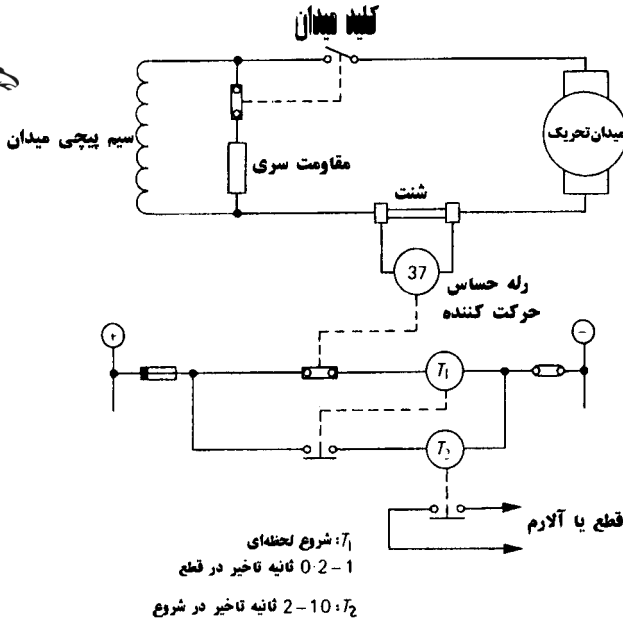 کلید میدان
سیم پیچی میدان
مقاومت سری
میدان تحریک
شنت
37
رله حساس
حرکت کننده
+
−
T₁
T₂
قطع یا آلارم
T₁: شروع لحظه‌ای
0·2–1 ثانیه تاخیر در قطع
T₂: 2–10 ثانیه تاخیر در شروع